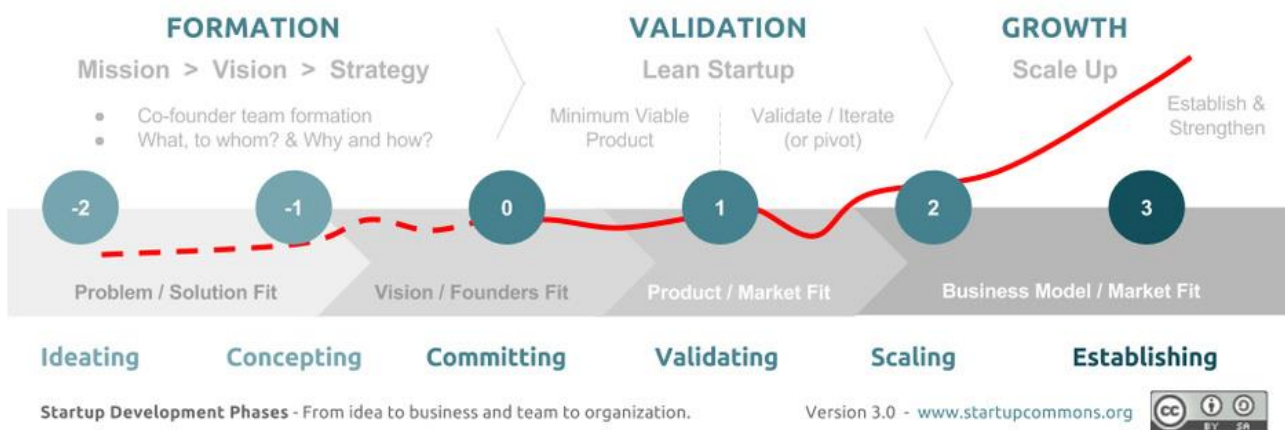 FORMATION
Mission > Vision > Strategy
• Co-founder team formation
• What, to whom? & Why and how?
VALIDATION
Lean Startup
Minimum Viable
Product
Validate / Iterate
(or pivot)
GROWTH
Scale Up
Establish &
Strengthen
-2
-1
0
1
2
3
Problem / Solution Fit
Vision / Founders Fit
Product / Market Fit
Business Model / Market Fit
Ideating
Concepting
Committing
Validating
Scaling
Establishing
Startup Development Phases - From idea to business and team to organization.
Version 3.0 - www.startupcommons.org
cc
BY SA